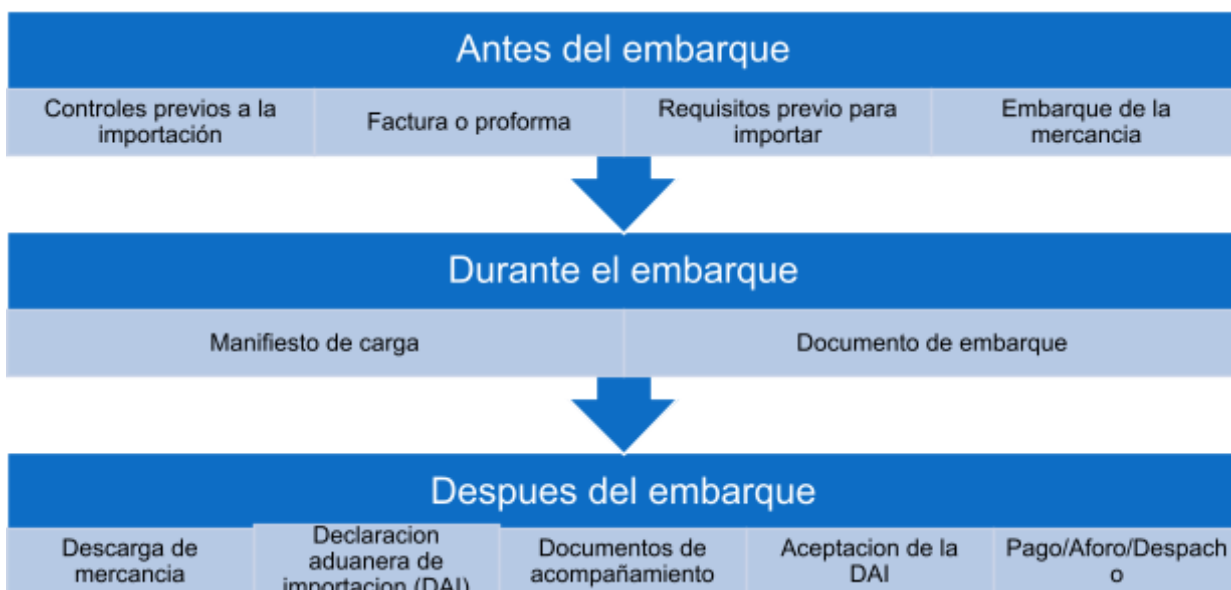 Antes del embarque
Controles previos a la
importación
Factura o proforma
Requisitos previo para
importar
Embarque de la
mercancia
Durante el embarque
Manifiesto de carga
Documento de embarque
Despues del embarque
Descarga de
mercancia
Declaracion
aduanera de
importacion (DAI)
Documentos de
acompañamiento
Aceptacion de la
DAI
Pago/Aforo/Despach
o